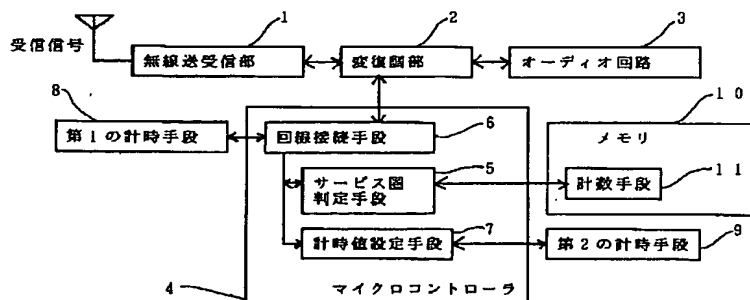 1
2
3
受信信号
無線送受信部
変復調部
オーディオ回路
8
10
第1の計時手段
6
回線接続手段
メモリ
5
サービス圏
判定手段
11
計数手段
7
計時値設定手段
9
第2の計時手段
4
マイクロコントローラ